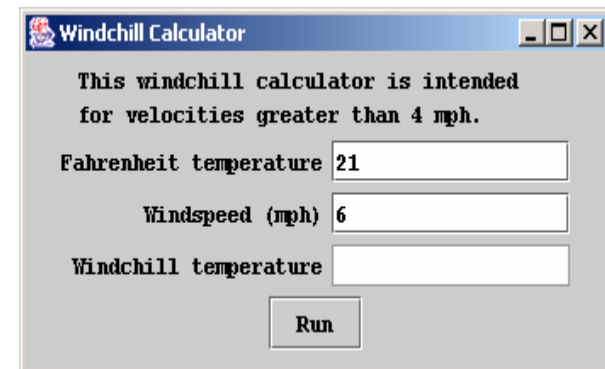 Windchill Calculator
This windchill calculator is intended
for velocities greater than 4 mph.
Fahrenheit temperature 21
Windspeed (mph) 6
Windchill temperature
Run